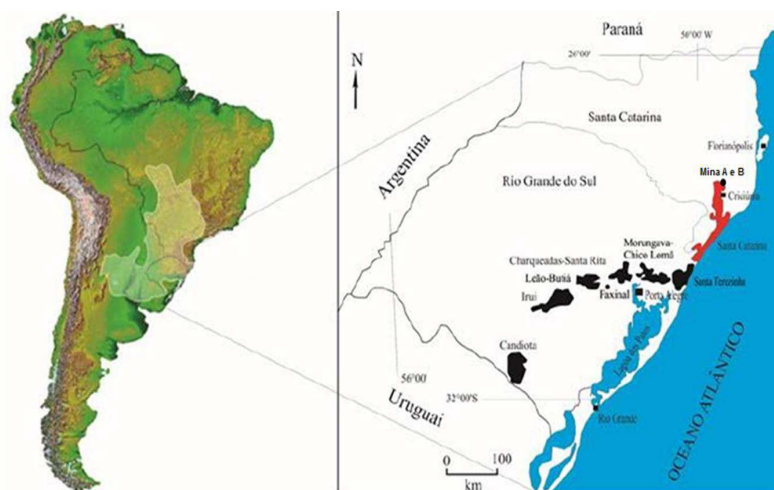 Paraná
50°00' W
26°00'
N
Santa Catarina
Florianópolis
Argentina
Mina A e B
Criciúma
Rio Grande do Sul
Santa Catarina
Morungava-
Chico Lomã
Charqueadas-Santa Rita
Leão-Butiá
Santa Terezinha
Iruí
Faxinal
Porto Alegre
Candiota
56°00'
Uruguai
32°00'S
Rio Grande
OCEANO ATLÂNTICO
0 100
km